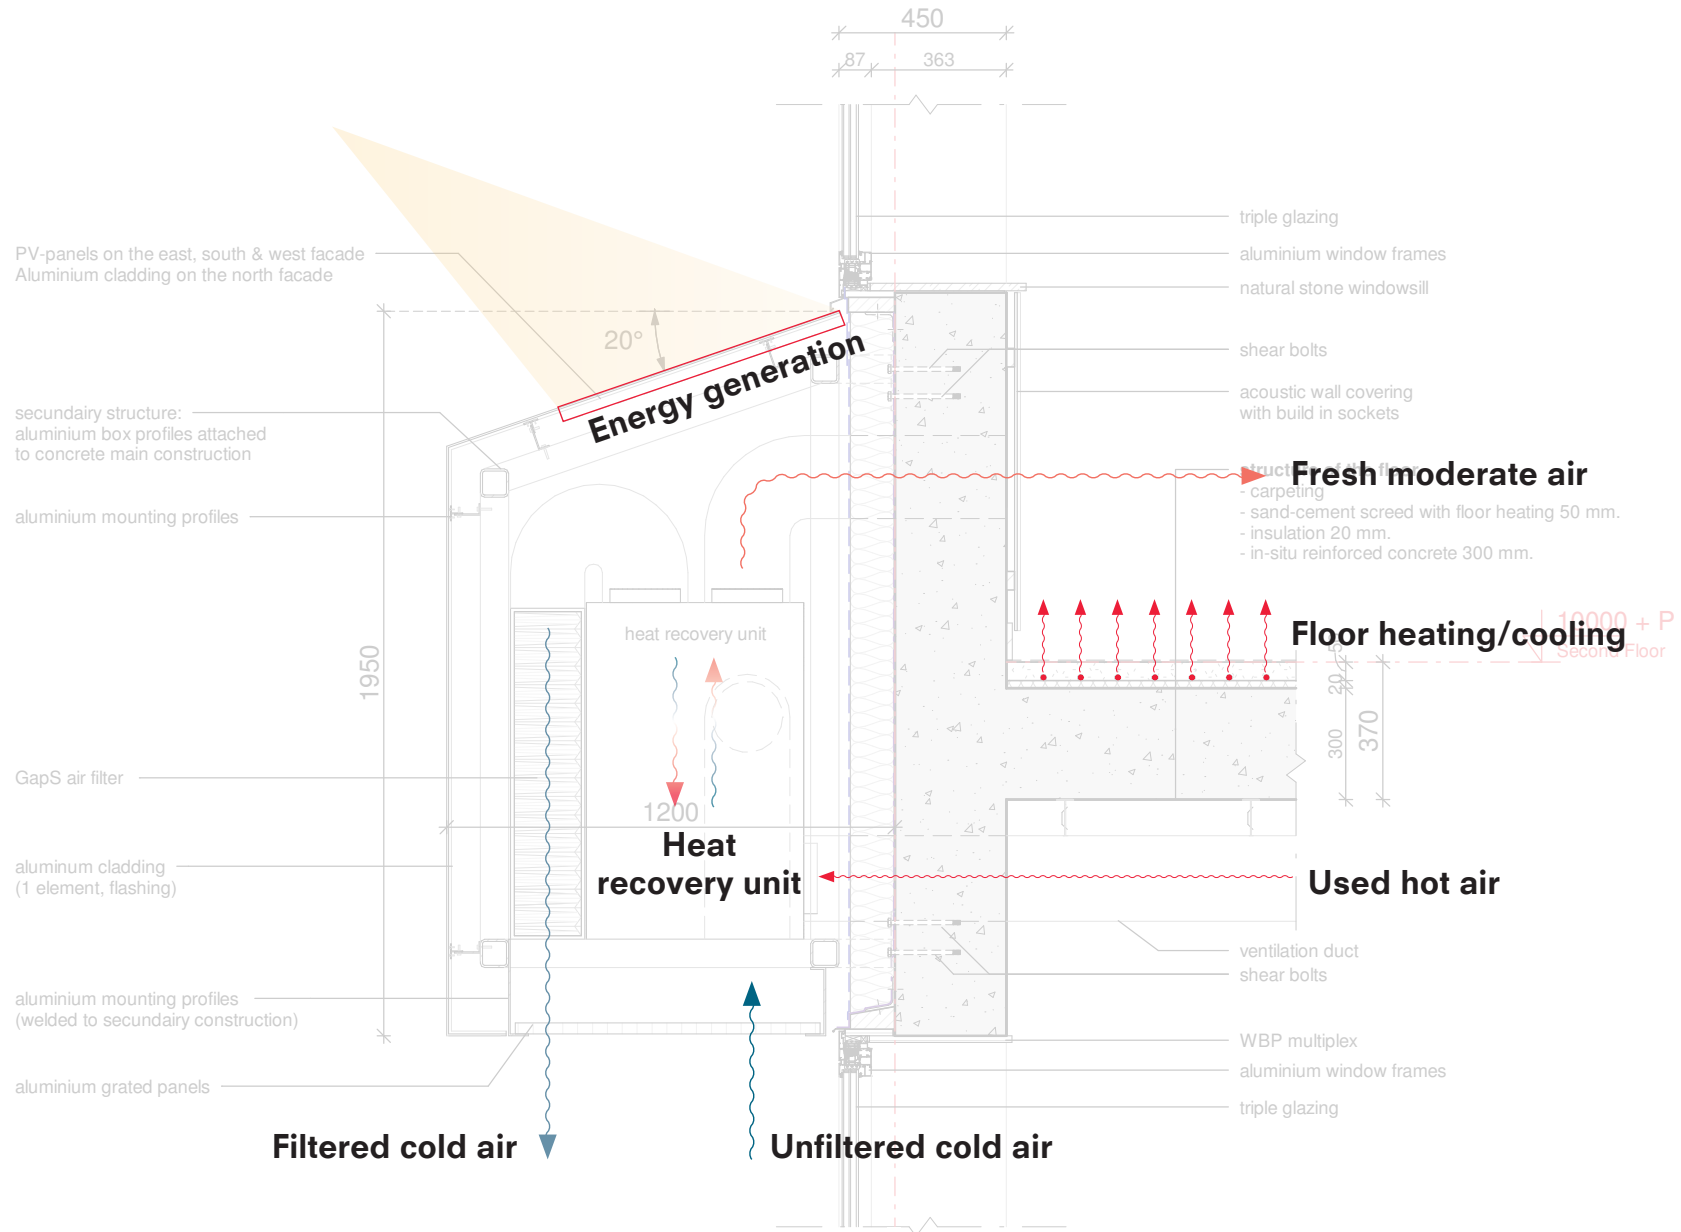 450
87
363
triple glazing
PV-panels on the east, south & west facade
Aluminium cladding on the north facade
aluminium window frames
natural stone windowsill
20°
Energy generation
shear bolts
acoustic wall covering
with build in sockets
secundairy structure:
aluminium box profiles attached
to concrete main construction
structure of the floor
Fresh moderate air
- carpeting
- sand-cement screed with floor heating 50 mm.
- insulation 20 mm.
- in-situ reinforced concrete 300 mm.
aluminium mounting profiles
heat recovery unit
10000 + P
Floor heating/cooling
Second Floor
1950
5
20
300
370
GapS air filter
1200
Heat
recovery unit
aluminum cladding
(1 element, flashing)
Used hot air
ventilation duct
shear bolts
aluminium mounting profiles
(welded to secundairy construction)
WBP multiplex
aluminium window frames
aluminium grated panels
triple glazing
Filtered cold air
Unfiltered cold air